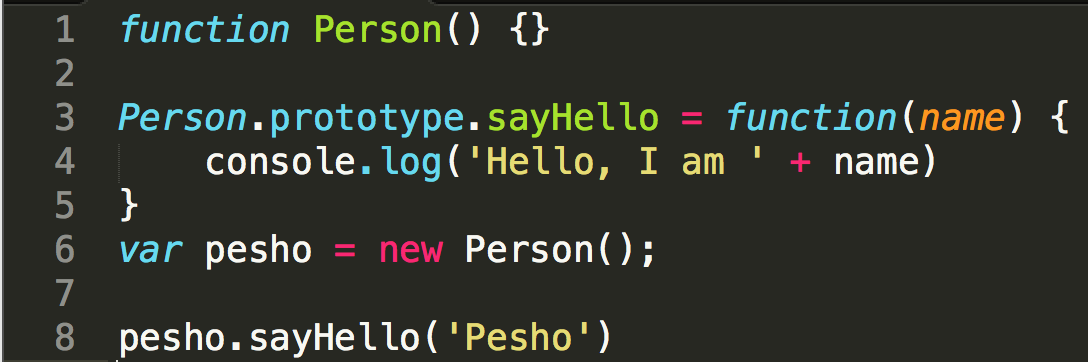 1 function Person() {}
2
3 Person.prototype.sayHello = function(name) {
4     console.log('Hello, I am ' + name)
5 }
6 var pesho = new Person();
7
8 pesho.sayHello('Pesho')